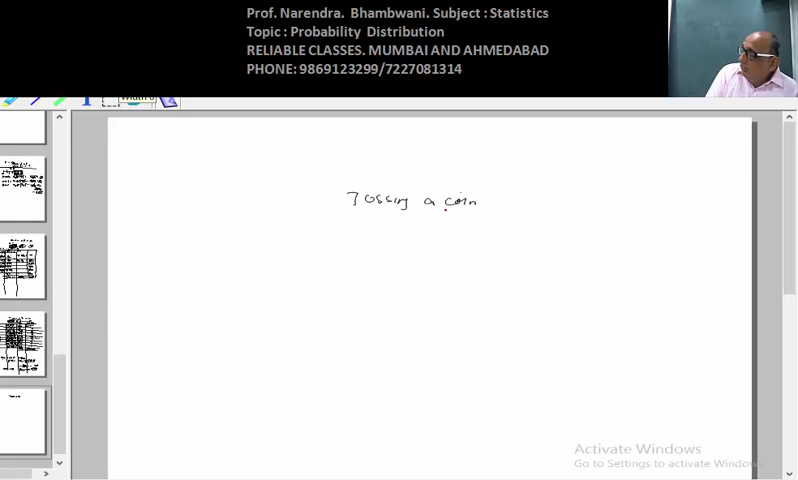 Prof. Narendra. Bhambwani. Subject : Statistics
Topic : Probability Distribution
RELIABLE CLASSES. MUMBAI AND AHMEDABAD
PHONE: 9869123299/7227081314
T
Tossing a coin
Activate Windows
Go to Settings to activate Windows